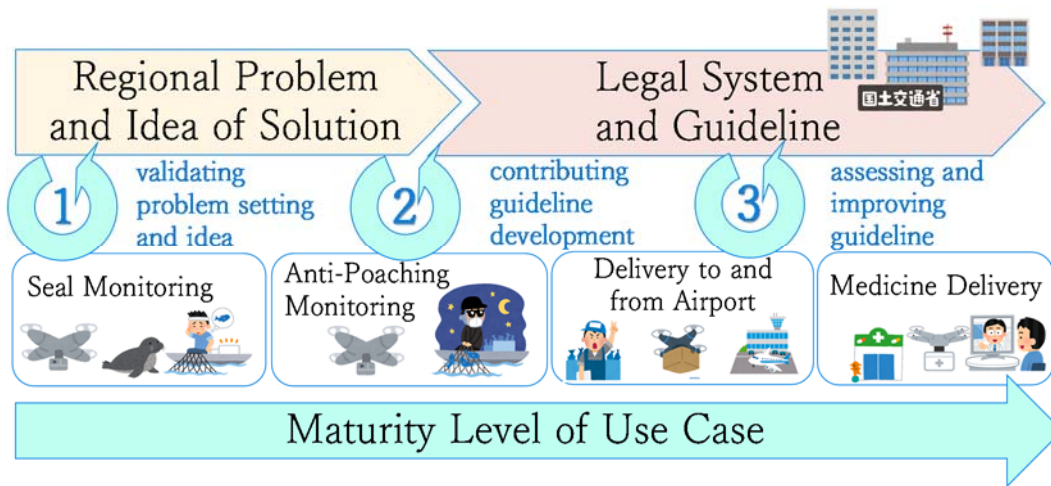 Regional Problem
and Idea of Solution
Legal System
and Guideline
国土交通省
1
validating
problem setting
and idea
2
contributing
guideline
development
3
assessing and
improving
guideline
Seal Monitoring
Anti-Poaching
Monitoring
Delivery to and
from Airport
Medicine Delivery
Maturity Level of Use Case